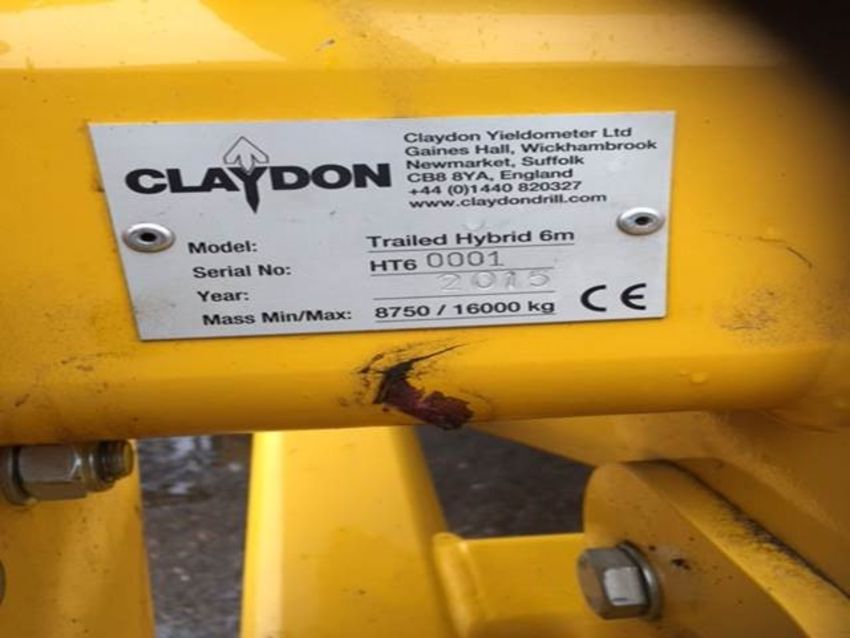 CLAYDON
Claydon Yieldometer Ltd
Gaines Hall, Wickhambrook
Newmarket, Suffolk
CB8 8YA, England
+44 (0)1440 820327
www.claydondrill.com
Model: Trailed Hybrid 6m
Serial No: HT6 0001
Year: 2015
Mass Min/Max: 8750 / 16000 kg CE